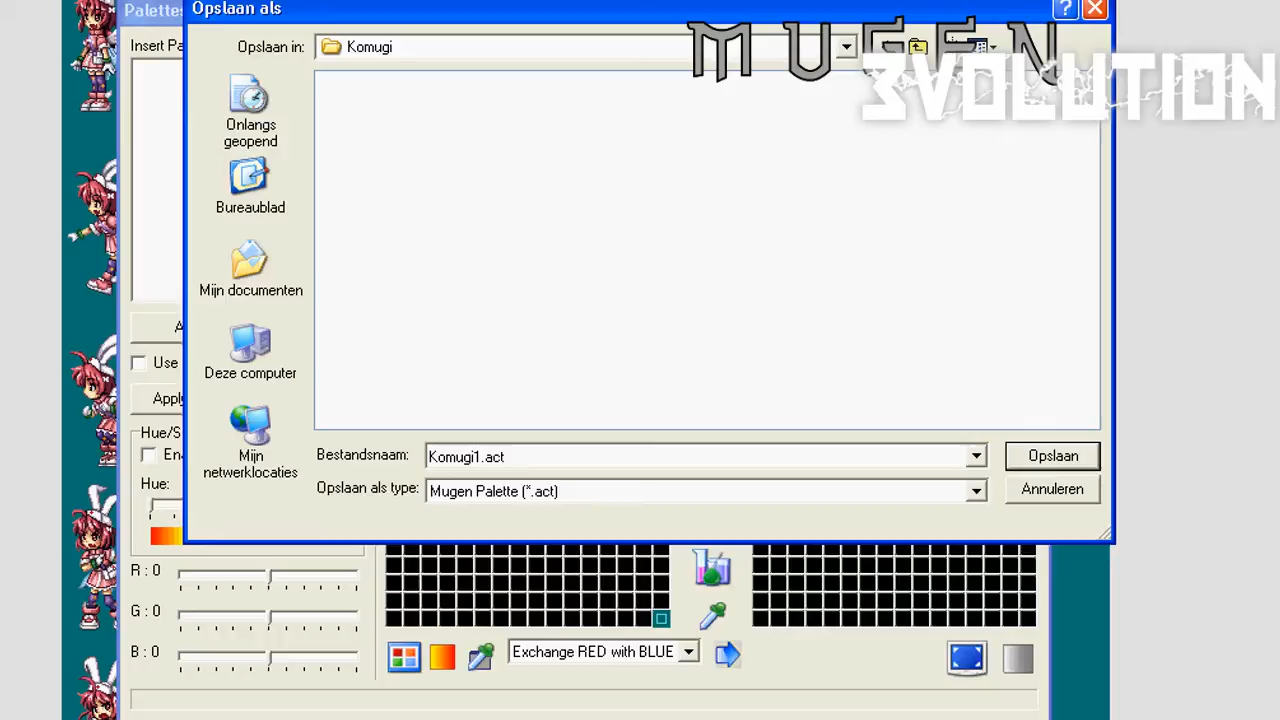 Palettes
Opslaan als
MUGEN
3VOLUTION
Insert Pa
Opslaan in:
Komugi
Onlangs
geopend
Bureaublad
Mijn documenten
Deze computer
Mijn
netwerklocaties
A
Use
Apply
Hue/S
En
Hue:
Bestandsnaam:
Komugi1.act
Opslaan
Opslaan als type:
Mugen Palette (*.act)
Annuleren
R : 0
G : 0
B : 0
Exchange RED with BLUE